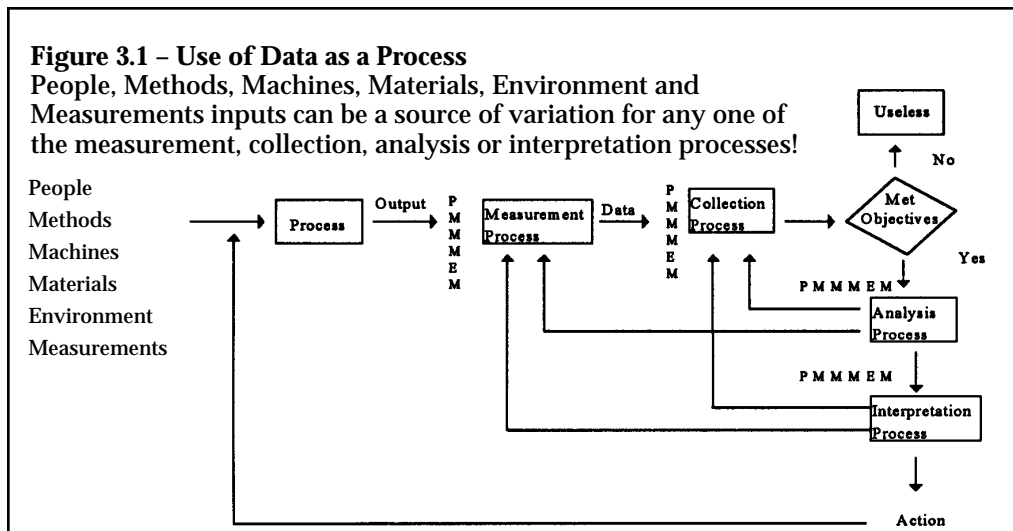 Figure 3.1 – Use of Data as a Process
People, Methods, Machines, Materials, Environment and
Measurements inputs can be a source of variation for any one of
the measurement, collection, analysis or interpretation processes!
Useless
No
People
Methods
Machines
Materials
Environment
Measurements
Process
Output
P
M
M
M
E
M
Measurement
Process
Data
P
M
M
M
E
M
Collection
Process
Met
Objectives
Yes
P M M M E M
Analysis
Process
P M M M E M
Interpretation
Process
Action